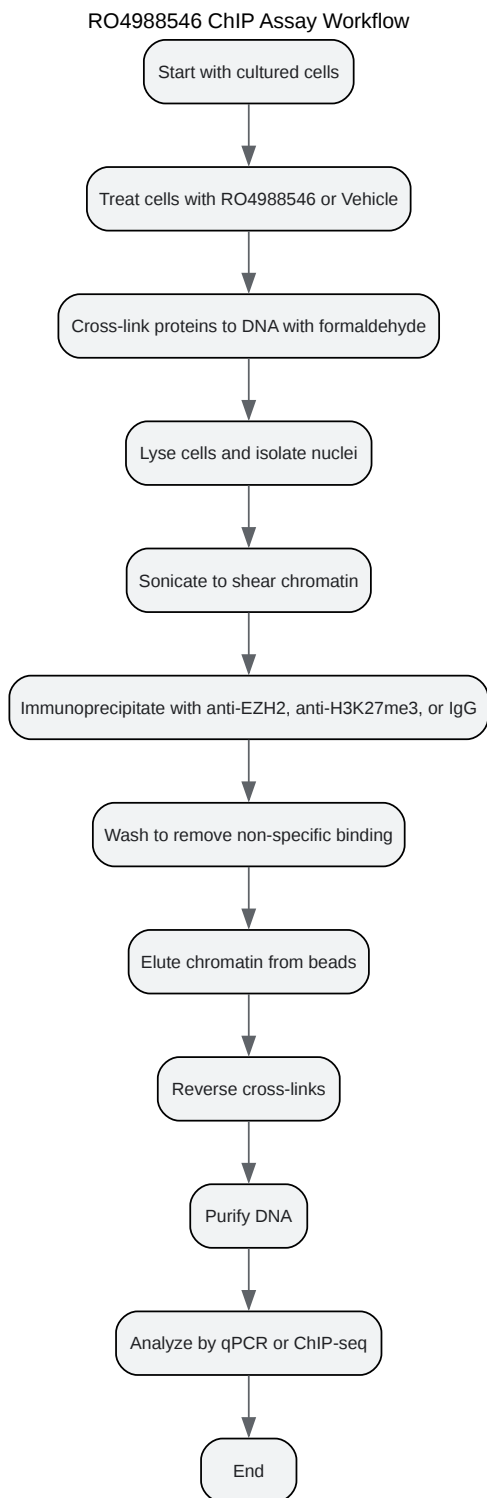 RO4988546 ChIP Assay Workflow
Start with cultured cells
Treat cells with RO4988546 or Vehicle
Cross-link proteins to DNA with formaldehyde
Lyse cells and isolate nuclei
Sonicate to shear chromatin
Immunoprecipitate with anti-EZH2, anti-H3K27me3, or IgG
Wash to remove non-specific binding
Elute chromatin from beads
Reverse cross-links
Purify DNA
Analyze by qPCR or ChIP-seq
End